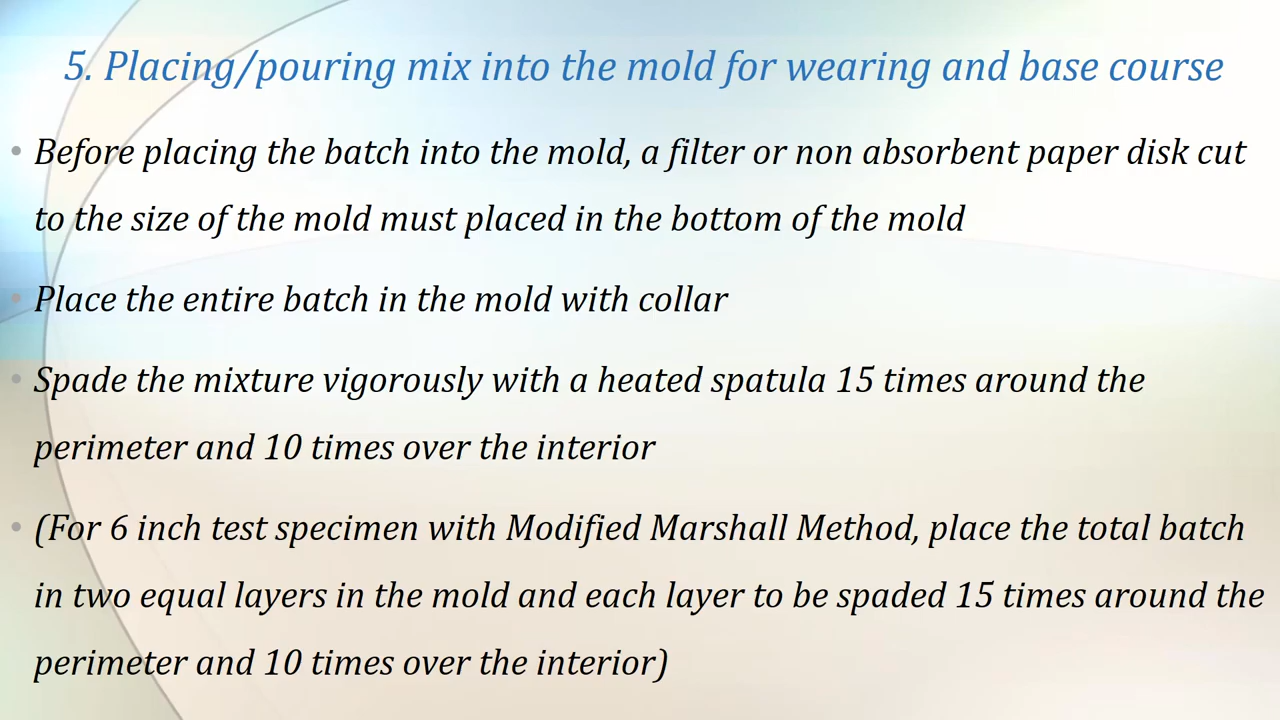 5. Placing/pouring mix into the mold for wearing and base course
• Before placing the batch into the mold, a filter or non absorbent paper disk cut
to the size of the mold must placed in the bottom of the mold
• Place the entire batch in the mold with collar
• Spade the mixture vigorously with a heated spatula 15 times around the
perimeter and 10 times over the interior
• (For 6 inch test specimen with Modified Marshall Method, place the total batch
in two equal layers in the mold and each layer to be spaded 15 times around the
perimeter and 10 times over the interior)